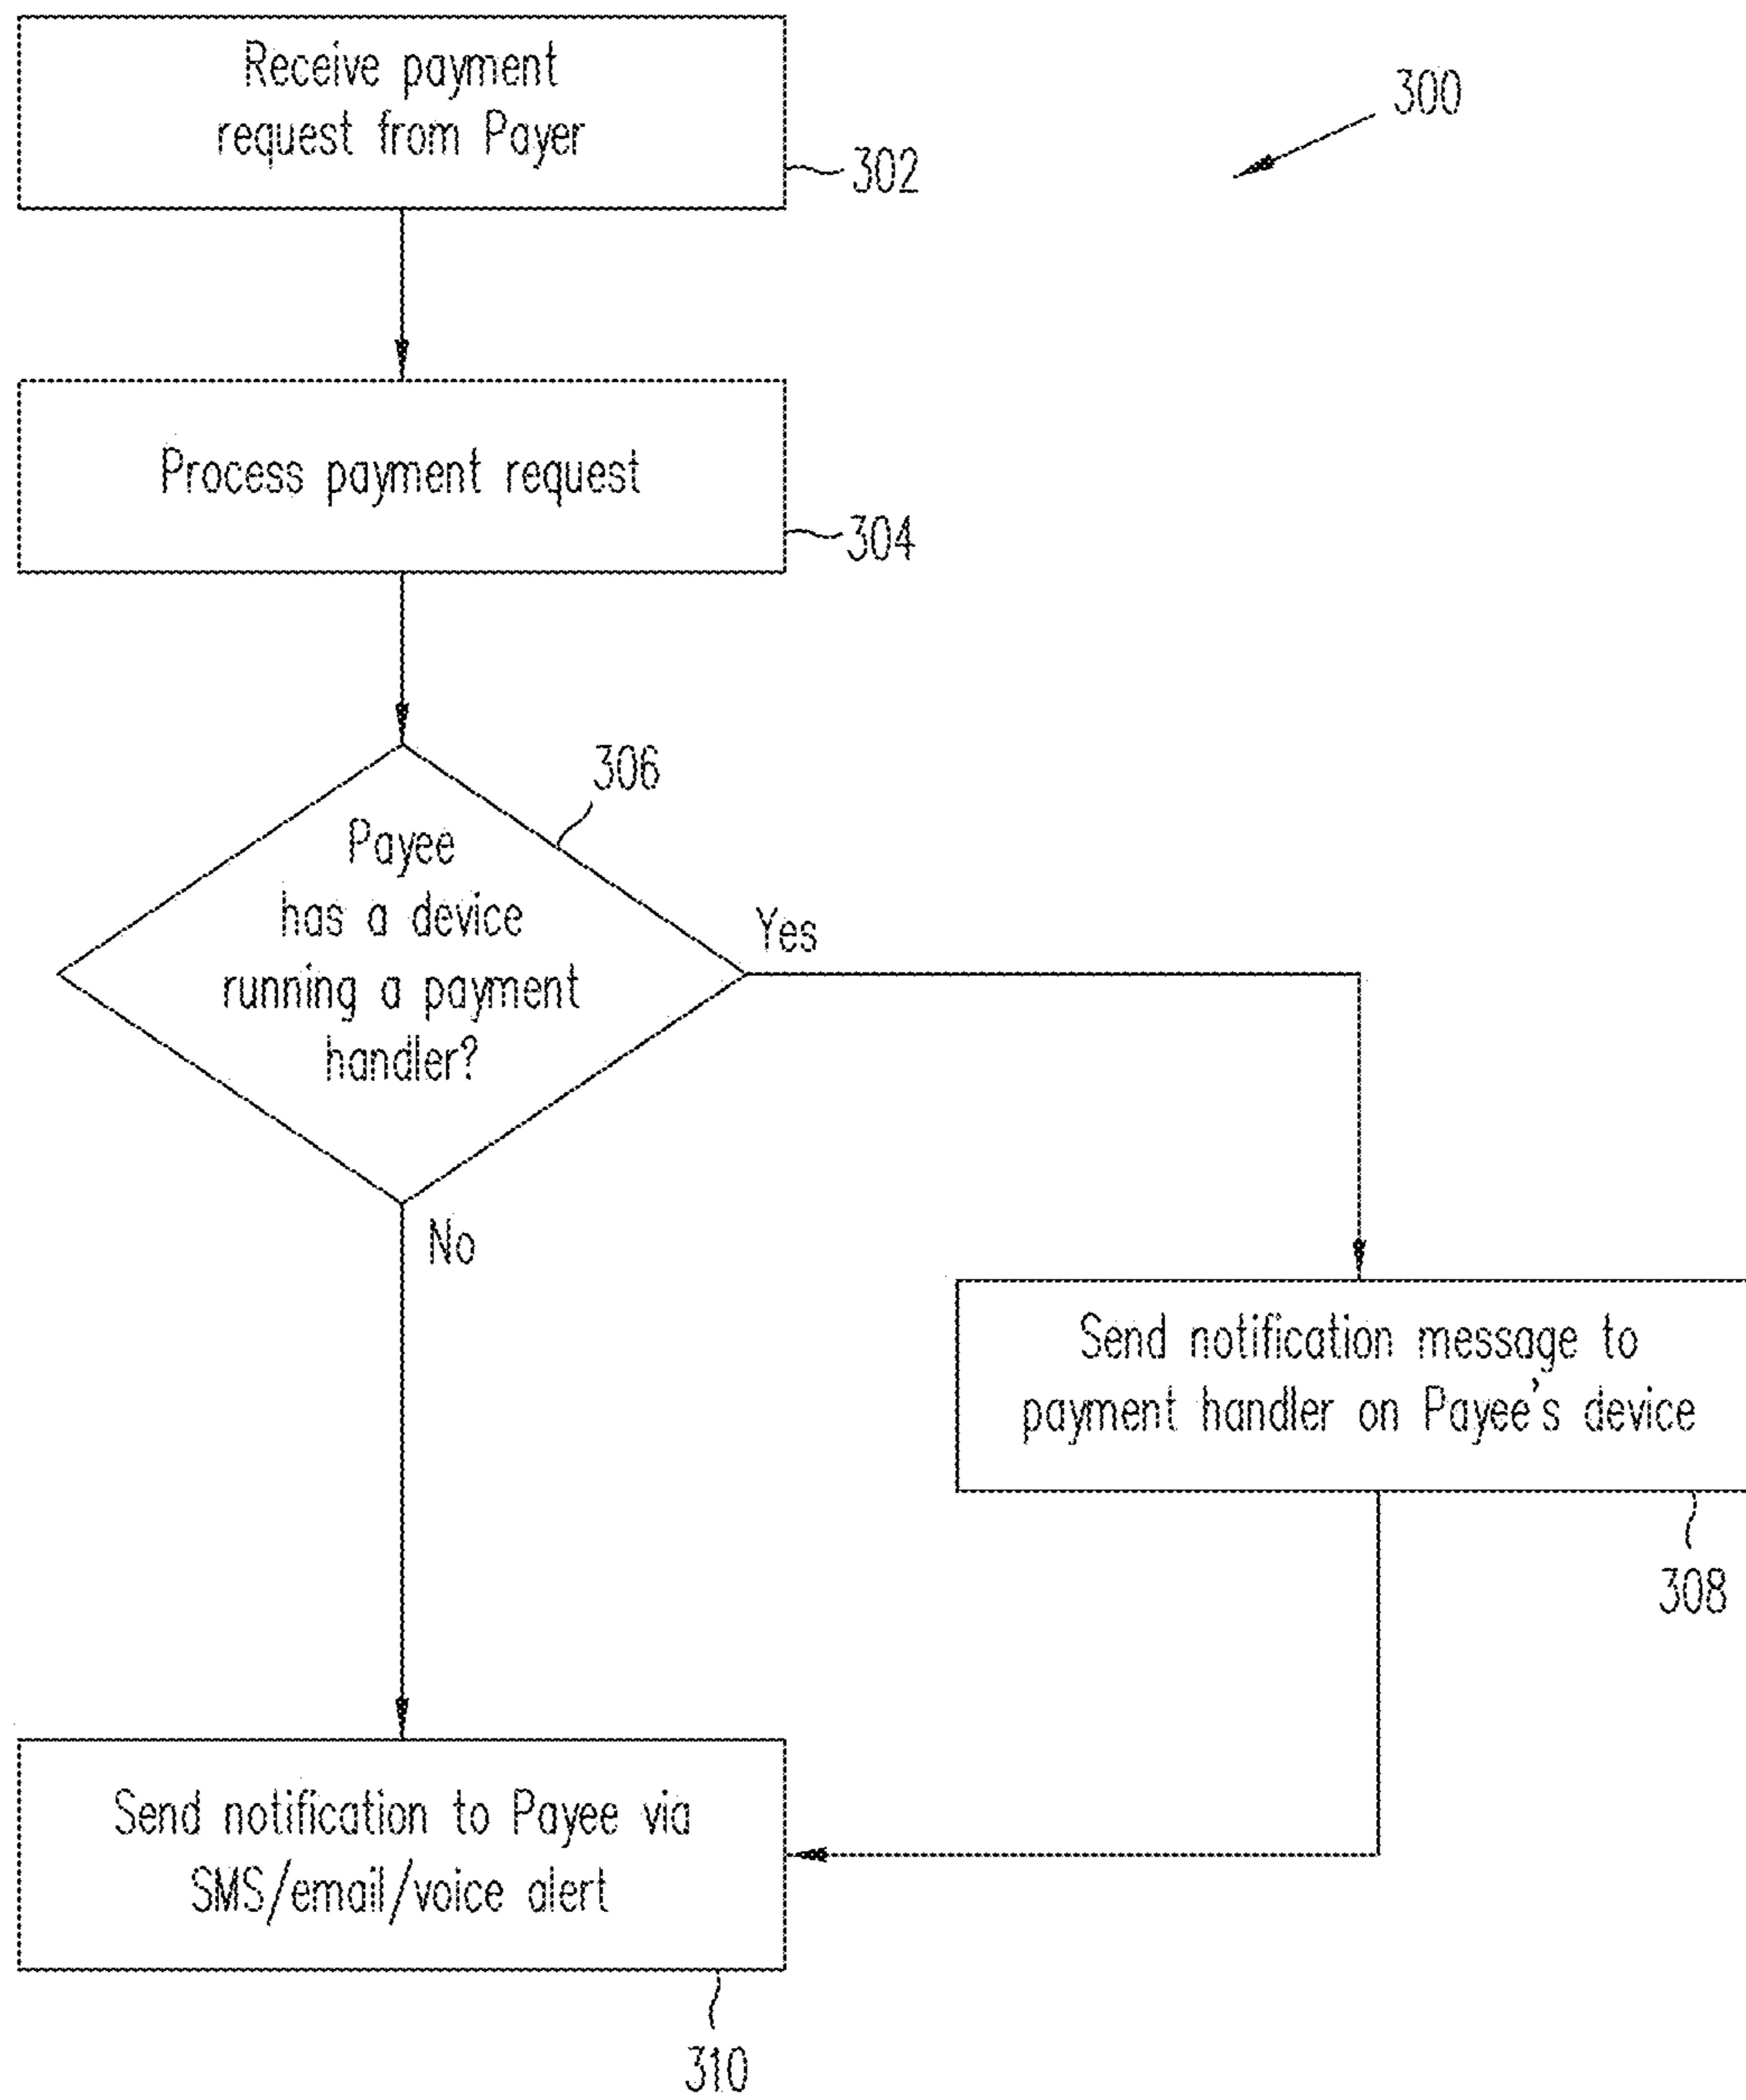 Receive payment
request from Payer
302
300
Process payment request
304
306
Payee
has a device
running a payment
handler?
Yes
No
Send notification message to
payment handler on Payee's device
308
Send notification to Payee via
SMS/email/voice alert
310